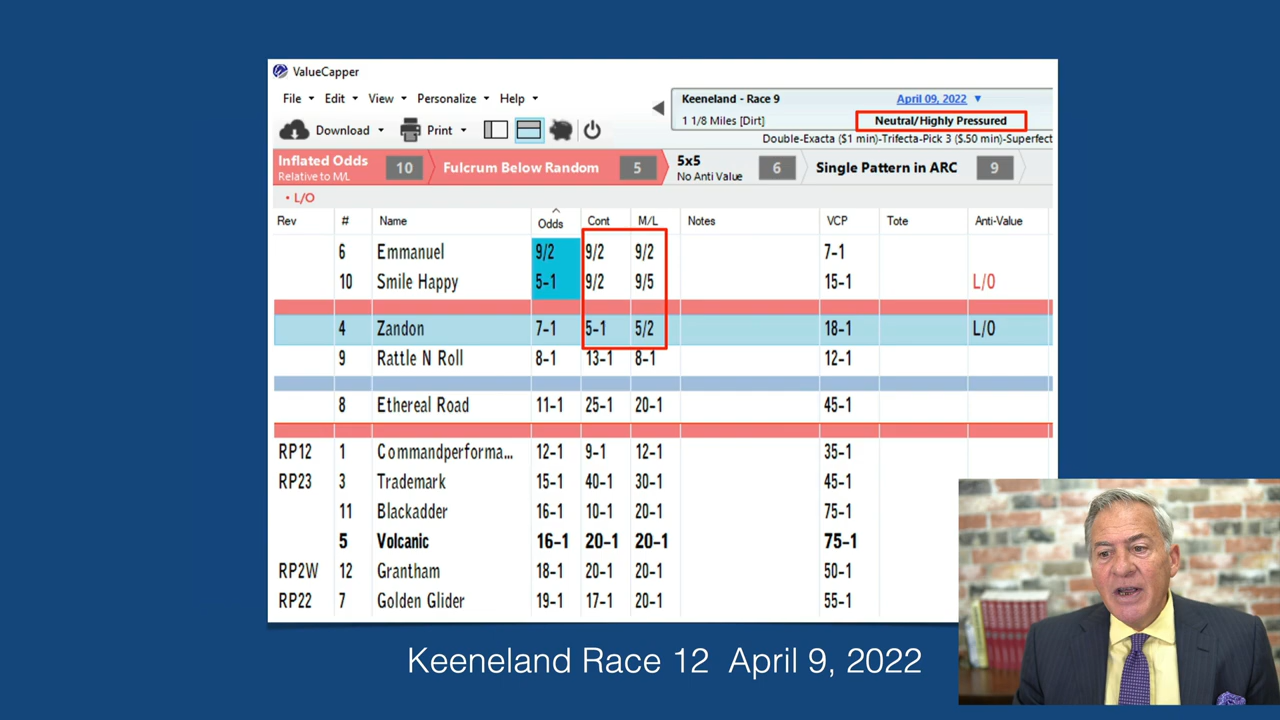 ValueCapper
File Edit View Personalize Help
Download Print
Keeneland - Race 9 April 09, 2022
1 1/8 Miles [Dirt] Neutral/Highly Pressured
Double-Exacta ($1 min)-Trifecta-Pick 3 ($.50 min)-Superfect
Inflated Odds
Relative to M/L
10
Fulcrum Below Random
5
5x5
No Anti Value
6
Single Pattern in ARC
9
• L/O
Rev # Name Odds Cont M/L Notes VCP Tote Anti-Value
6 Emmanuel 9/2 9/2 9/2 7-1
10 Smile Happy 5-1 9/2 9/5 15-1 L/O
4 Zandon 7-1 5-1 5/2 18-1 L/O
9 Rattle N Roll 8-1 13-1 8-1 12-1
8 Ethereal Road 11-1 25-1 20-1 45-1
RP12 1 Commandperforma... 12-1 9-1 12-1 35-1
RP23 3 Trademark 15-1 40-1 30-1 45-1
11 Blackadder 16-1 10-1 20-1 75-1
5 Volcanic 16-1 20-1 20-1 75-1
RP2W 12 Grantham 18-1 20-1 20-1 50-1
RP22 7 Golden Glider 19-1 17-1 20-1 55-1
Keeneland Race 12 April 9, 2022